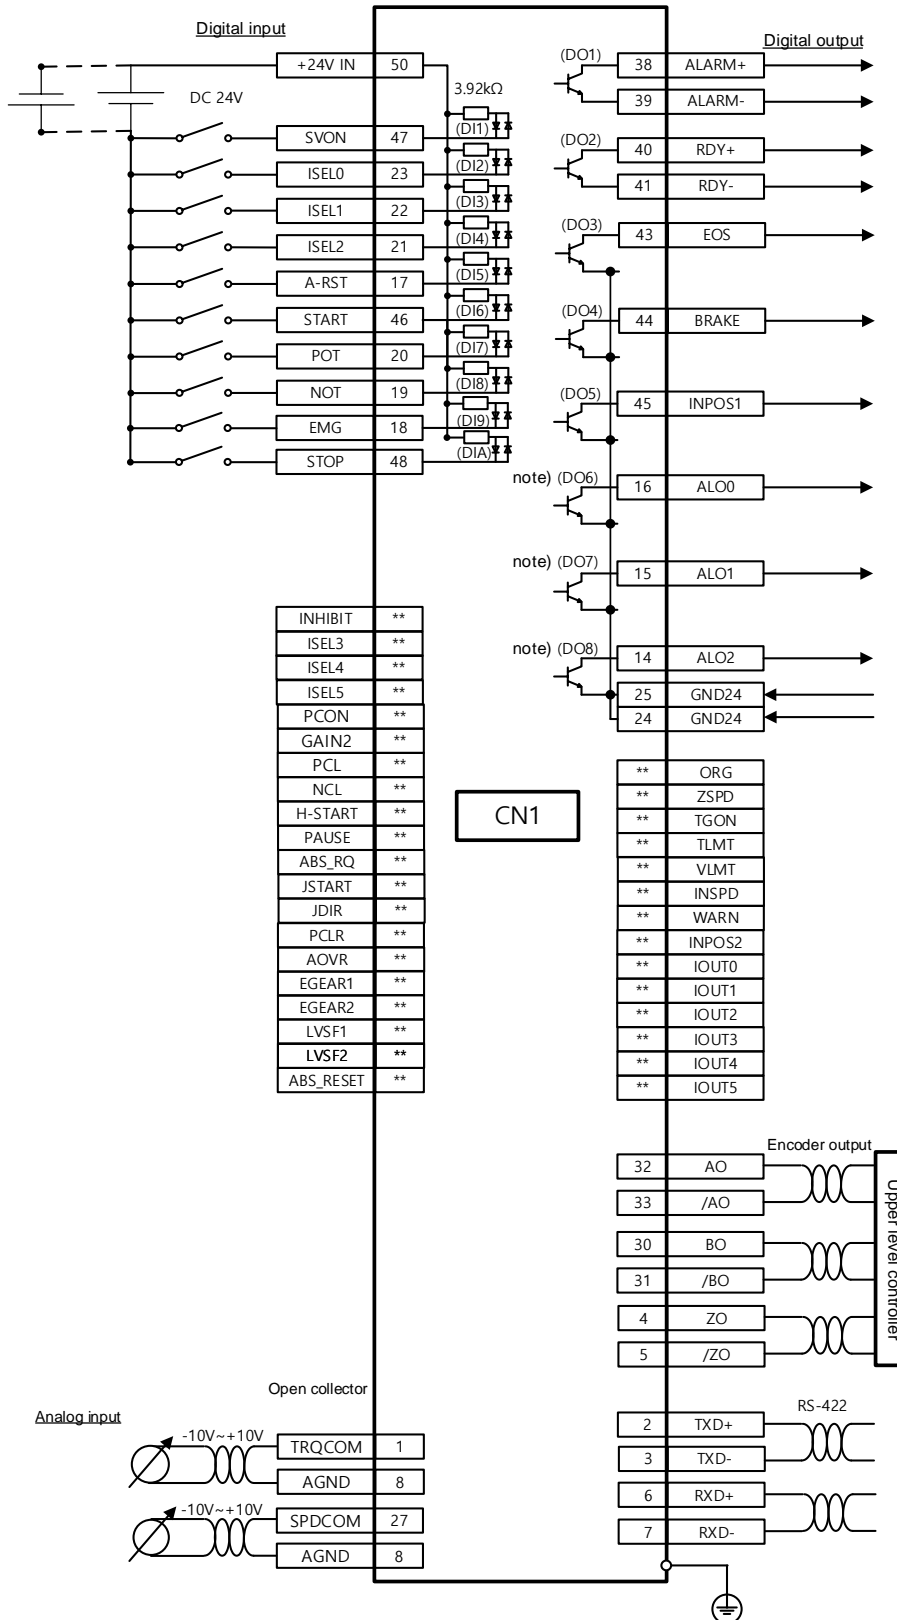 Digital input
Digital output
+24V IN 50
DC 24V
3.92kΩ
SVON 47 (DI1)
ISEL0 23 (DI2)
ISEL1 22 (DI3)
ISEL2 21 (DI4)
A-RST 17 (DI5)
START 46 (DI6)
POT 20 (DI7)
NOT 19 (DI8)
EMG 18 (DI9)
STOP 48 (DIA)
(DO1) 38 ALARM+
39 ALARM-
(DO2) 40 RDY+
41 RDY-
(DO3) 43 EOS
(DO4) 44 BRAKE
(DO5) 45 INPOS1
note) (DO6) 16 ALO0
note) (DO7) 15 ALO1
note) (DO8) 14 ALO2
25 GND24
24 GND24
INHIBIT **
ISEL3 **
ISEL4 **
ISEL5 **
PCON **
GAIN2 **
PCL **
NCL **
H-START **
PAUSE **
ABS_RQ **
JSTART **
JDIR **
PCLR **
AOVR **
EGEAR1 **
EGEAR2 **
LVSF1 **
LVSF2 **
ABS_RESET **
CN1
** ORG
** ZSPD
** TGON
** TLMT
** VLMT
** INSPD
** WARN
** INPOS2
** IOUT0
** IOUT1
** IOUT2
** IOUT3
** IOUT4
** IOUT5
Encoder output
32 AO
33 /AO
30 BO
31 /BO
4 ZO
5 /ZO
Upper level controller
Open collector
Analog input
-10V~+10V
TRQCOM 1
AGND 8
-10V~+10V
SPDCOM 27
AGND 8
RS-422
2 TXD+
3 TXD-
6 RXD+
7 RXD-